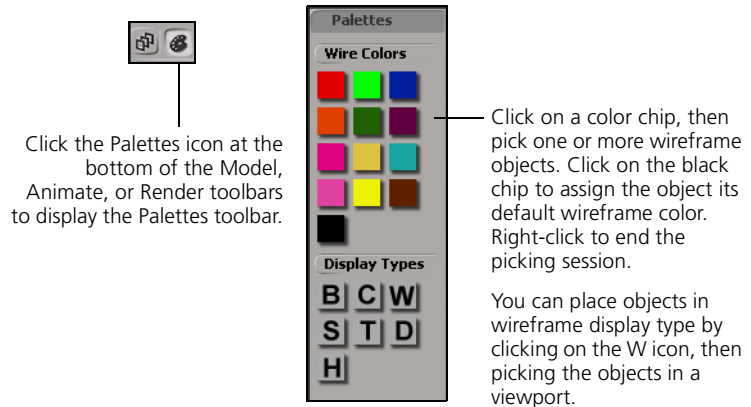 Click the Palettes icon at the
bottom of the Model,
Animate, or Render toolbars
to display the Palettes toolbar.
Palettes
Wire Colors
Display Types
B C W
S T D
H
Click on a color chip, then
pick one or more wireframe
objects. Click on the black
chip to assign the object its
default wireframe color.
Right-click to end the
picking session.
You can place objects in
wireframe display type by
clicking on the W icon, then
picking the objects in a
viewport.